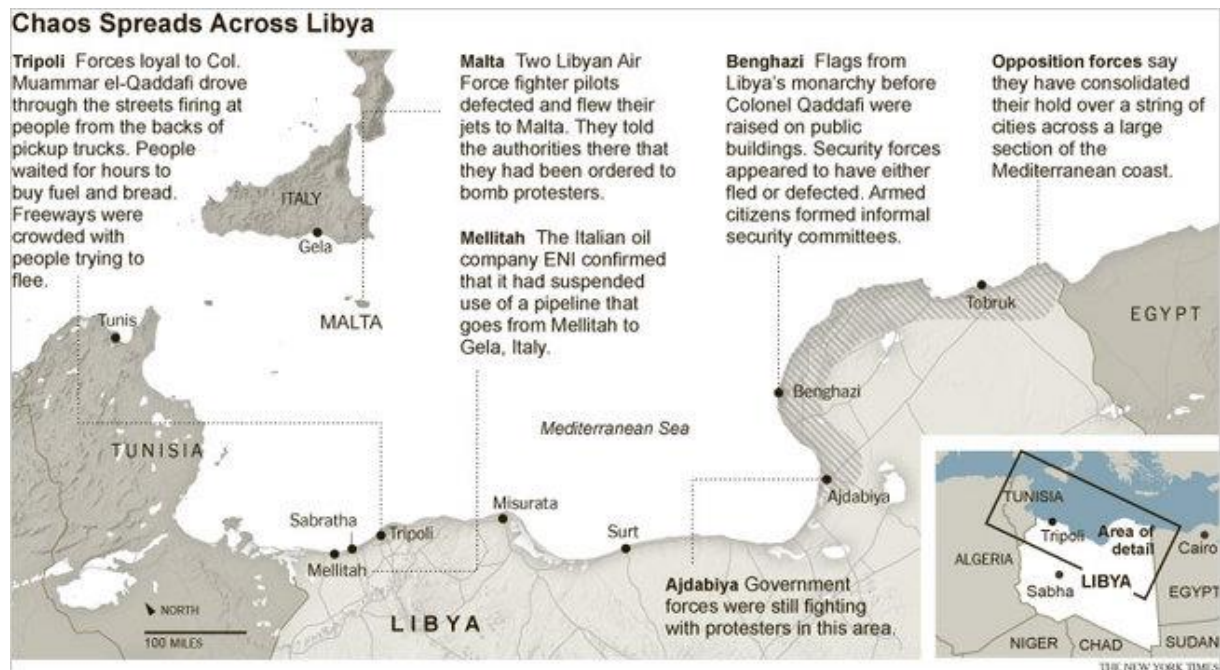 Chaos Spreads Across Libya
Tripoli Forces loyal to Col.
Muammar el-Qaddafi drove
through the streets firing at
people from the backs of
pickup trucks. People
waited for hours to
buy fuel and bread.
Freeways were
crowded with
people trying to
flee.
Malta Two Libyan Air
Force fighter pilots
defected and flew their
jets to Malta. They told
the authorities there that
they had been ordered to
bomb protesters.
Mellitah The Italian oil
company ENI confirmed
that it had suspended
use of a pipeline that
goes from Mellitah to
Gela, Italy.
Benghazi Flags from
Libya's monarchy before
Colonel Qaddafi were
raised on public
buildings. Security forces
appeared to have either
fled or defected. Armed
citizens formed informal
security committees.
Opposition forces say
they have consolidated
their hold over a string of
cities across a large
section of the
Mediterranean coast.
ITALY
Gela
Tunis
MALTA
Tobruk
EGYPT
Benghazi
Mediterranean Sea
TUNISIA
Ajdabiya
Misurata
Sabratha
Tripoli
Surt
Mellitah
Ajdabiya Government
forces were still fighting
with protesters in this area.
NORTH
100 MILES
LIBYA
TUNISIA
Tripoli
Area of
detail
Cairo
ALGERIA
LIBYA
Sabha
EGYPT
NIGER
CHAD
SUDAN
THE NEW YORK TIMES